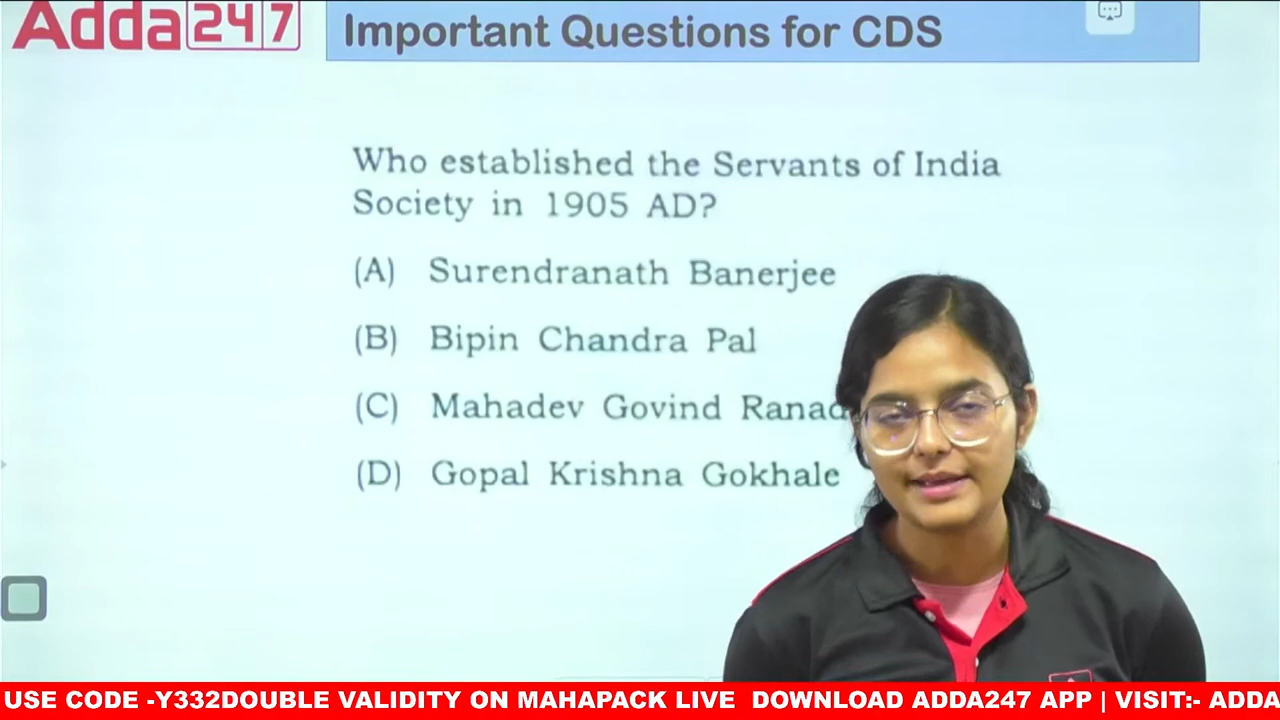 Adda247
Important Questions for CDS
Who established the Servants of India
Society in 1905 AD?
(A) Surendranath Banerjee
(B) Bipin Chandra Pal
(C) Mahadev Govind Ranad
(D) Gopal Krishna Gokhale
USE CODE -Y332DOUBLE VALIDITY ON MAHAPACK LIVE DOWNLOAD ADDA247 APP | VISIT:- ADDA